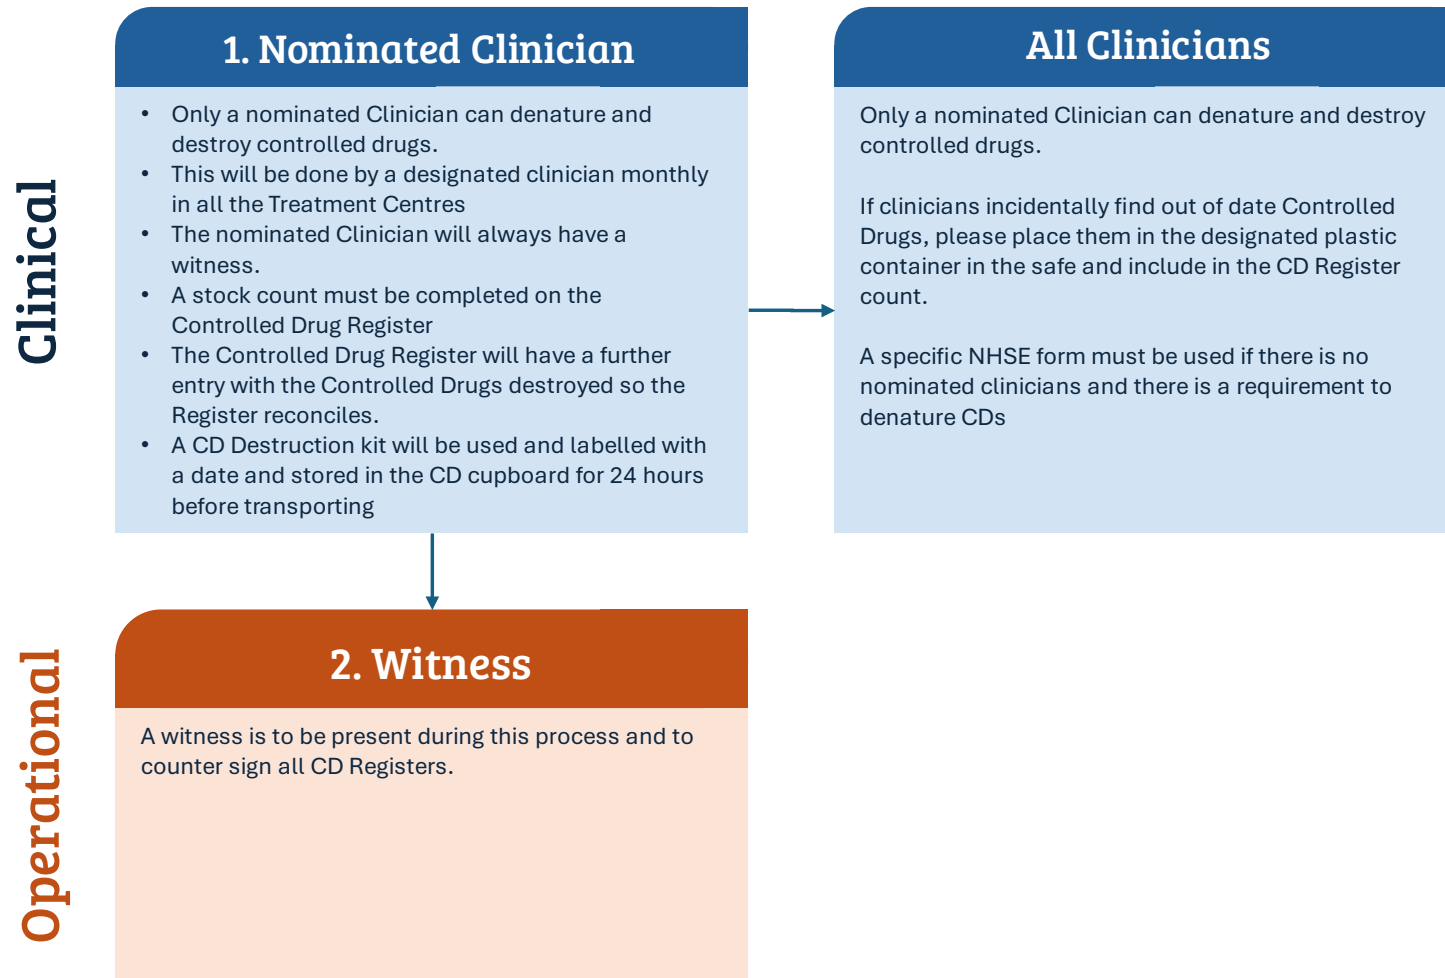 Clinical
1. Nominated Clinician
• Only a nominated Clinician can denature and
destroy controlled drugs.
• This will be done by a designated clinician monthly
in all the Treatment Centres
• The nominated Clinician will always have a
witness.
• A stock count must be completed on the
Controlled Drug Register
• The Controlled Drug Register will have a further
entry with the Controlled Drugs destroyed so the
Register reconciles.
• A CD Destruction kit will be used and labelled with
a date and stored in the CD cupboard for 24 hours
before transporting
All Clinicians
Only a nominated Clinician can denature and destroy
controlled drugs.
If clinicians incidentally find out of date Controlled
Drugs, please place them in the designated plastic
container in the safe and include in the CD Register
count.
A specific NHSE form must be used if there is no
nominated clinicians and there is a requirement to
denature CDs
Operational
2. Witness
A witness is to be present during this process and to
counter sign all CD Registers.